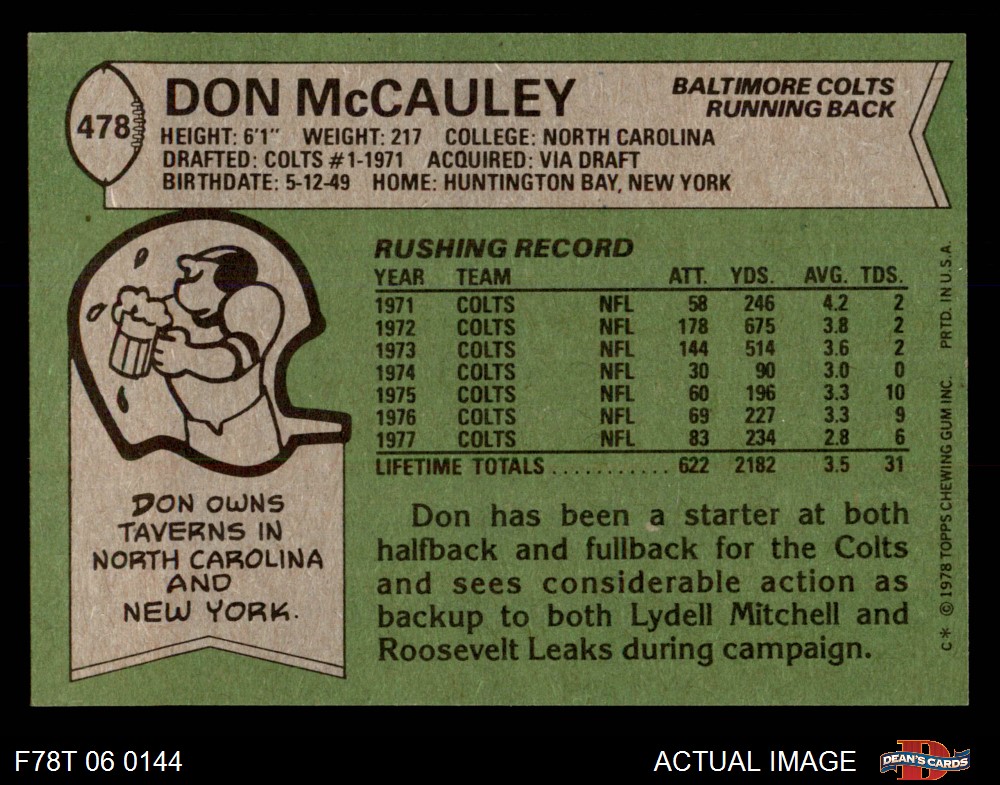 478
DON McCAULEY
BALTIMORE COLTS
RUNNING BACK
HEIGHT: 6'1" WEIGHT: 217 COLLEGE: NORTH CAROLINA
DRAFTED: COLTS #1-1971 ACQUIRED: VIA DRAFT
BIRTHDATE: 5-12-49 HOME: HUNTINGTON BAY, NEW YORK
RUSHING RECORD
YEAR TEAM ATT. YDS. AVG. TDS.
1971 COLTS NFL 58 246 4.2 2
1972 COLTS NFL 178 675 3.8 2
1973 COLTS NFL 144 514 3.6 2
1974 COLTS NFL 30 90 3.0 0
1975 COLTS NFL 60 196 3.3 10
1976 COLTS NFL 69 227 3.3 9
1977 COLTS NFL 83 234 2.8 6
LIFETIME TOTALS ........... 622 2182 3.5 31
DON OWNS
TAVERNS IN
NORTH CAROLINA
AND
NEW YORK.
Don has been a starter at both
halfback and fullback for the Colts
and sees considerable action as
backup to both Lydell Mitchell and
Roosevelt Leaks during campaign.
C* © 1978 TOPPS CHEWING GUM INC. PRTD. IN U.S.A.
F78T 06 0144
ACTUAL IMAGE
D
DEAN'S CARDS